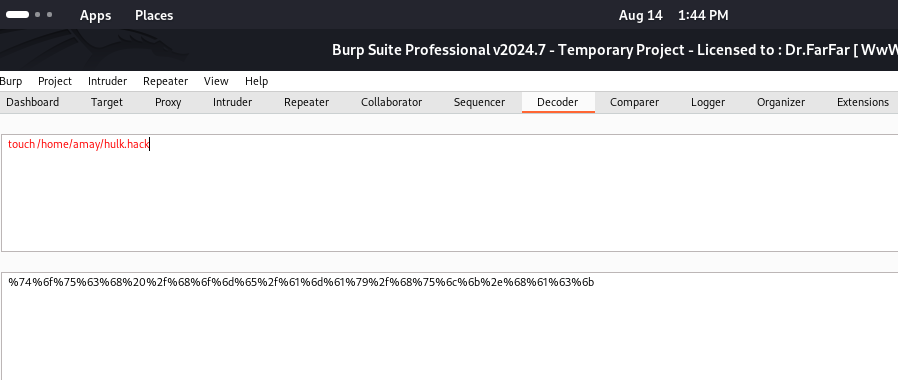 Apps Places Aug 14 1:44 PM
Burp Suite Professional v2024.7 - Temporary Project - Licensed to : Dr.FarFar [ WwW
Burp Project Intruder Repeater View Help
Dashboard Target Proxy Intruder Repeater Collaborator Sequencer Decoder Comparer Logger Organizer Extensions
touch /home/amay/hulk.hack
%74%6f%75%63%68%20%2f%68%6f%6d%65%2f%61%6d%61%79%2f%68%75%6c%6b%2e%68%61%63%6b